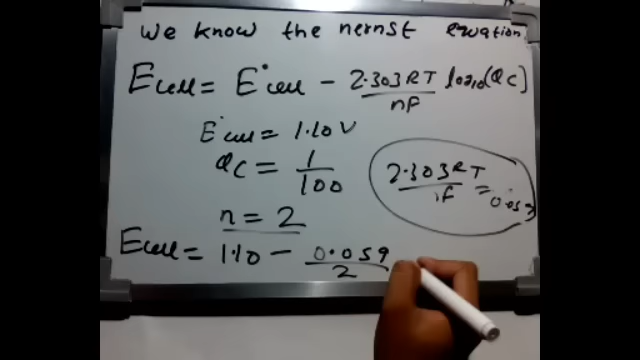 We know the nernst equation
Ecell = E°cell - 2.303RT/nF log10(QC)
E°cell = 1.10V
QC = 1/100
2.303RT/F = 0.059
n = 2
Ecell = 1.10 - 0.059/2